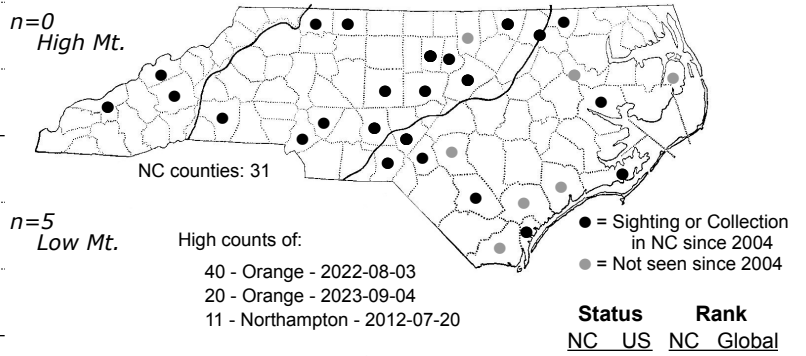 n=0
High Mt.
NC counties: 31
n=5
Low Mt.
High counts of:
40 - Orange - 2022-08-03
20 - Orange - 2023-09-04
11 - Northampton - 2012-07-20
● = Sighting or Collection
in NC since 2004
● = Not seen since 2004
Status Rank
NC US NC Global